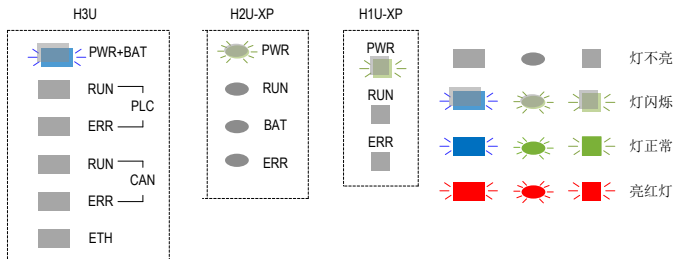 H3U
H2U-XP
H1U-XP
PWR+BAT
RUN
PLC
ERR
RUN
CAN
ERR
ETH
PWR
RUN
BAT
ERR
PWR
RUN
ERR
灯不亮
灯闪烁
灯正常
亮红灯